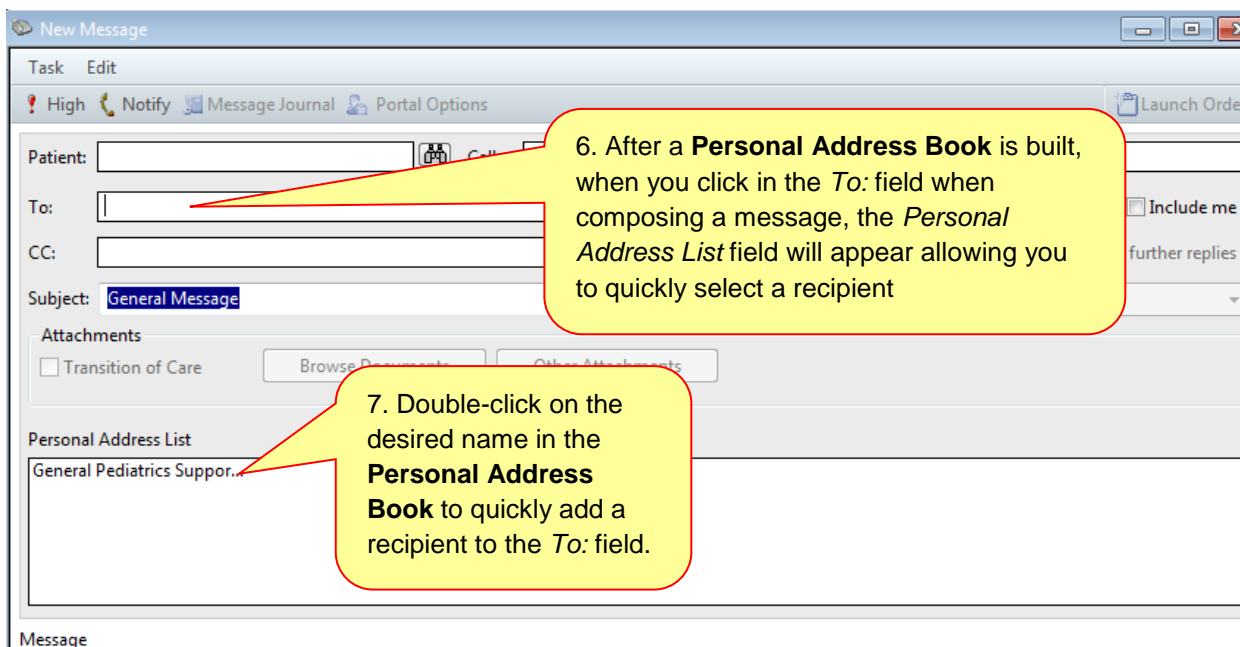 New Message
Task Edit
High Notify Message Journal Portal Options Launch Orde
Patient:
6. After a Personal Address Book is built,
when you click in the To: field when
composing a message, the Personal
Address List field will appear allowing you
to quickly select a recipient
To: Include me
CC: further replies
Subject: General Message
Attachments
Transition of Care Browse Documents Other Attachments
7. Double-click on the
desired name in the
Personal Address
Book to quickly add a
recipient to the To: field.
Personal Address List
General Pediatrics Suppor...
Message